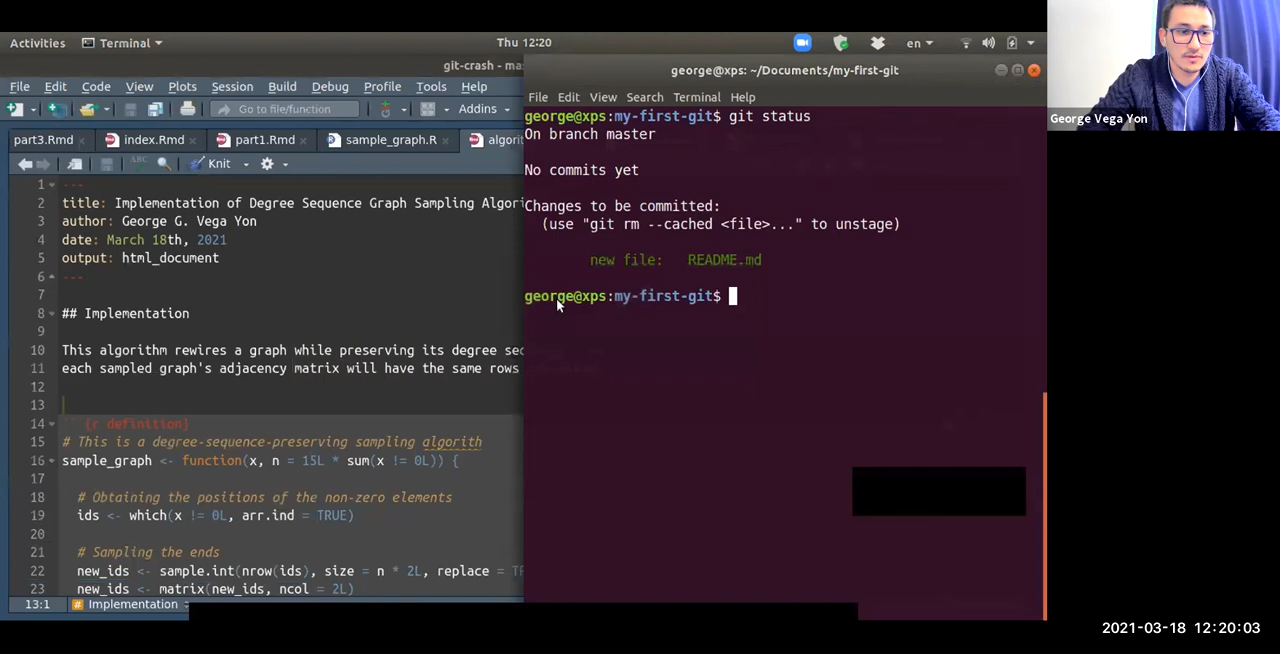 Activities Terminal Thu 12:20 en
git-crash - ma
File Edit Code View Plots Session Build Debug Profile Tools Help
Go to file/function Addins
part3.Rmd index.Rmd part1.Rmd sample_graph.R algorit
ABC Knit
1 ---
2 title: Implementation of Degree Sequence Graph Sampling Algori
3 author: George G. Vega Yon
4 date: March 18th, 2021
5 output: html_document
6 ---
7
8 ## Implementation
9
10 This algorithm rewires a graph while preserving its degree seq
11 each sampled graph's adjacency matrix will have the same rows
12
13
14 ```{r definition}
15 # This is a degree-sequence-preserving sampling algorith
16 sample_graph <- function(x, n = 15L * sum(x != 0L)) {
17
18 # Obtaining the positions of the non-zero elements
19 ids <- which(x != 0L, arr.ind = TRUE)
20
21 # Sampling the ends
22 new_ids <- sample.int(nrow(ids), size = n * 2L, replace = TR
23 new_ids <- matrix(new_ids, ncol = 2L)
13:1 # Implementation
george@xps: ~/Documents/my-first-git
File Edit View Search Terminal Help
george@xps:my-first-git$ git status
On branch master
No commits yet
Changes to be committed:
(use "git rm --cached <file>..." to unstage)
new file: README.md
george@xps:my-first-git$
George Vega Yon
2021-03-18 12:20:03